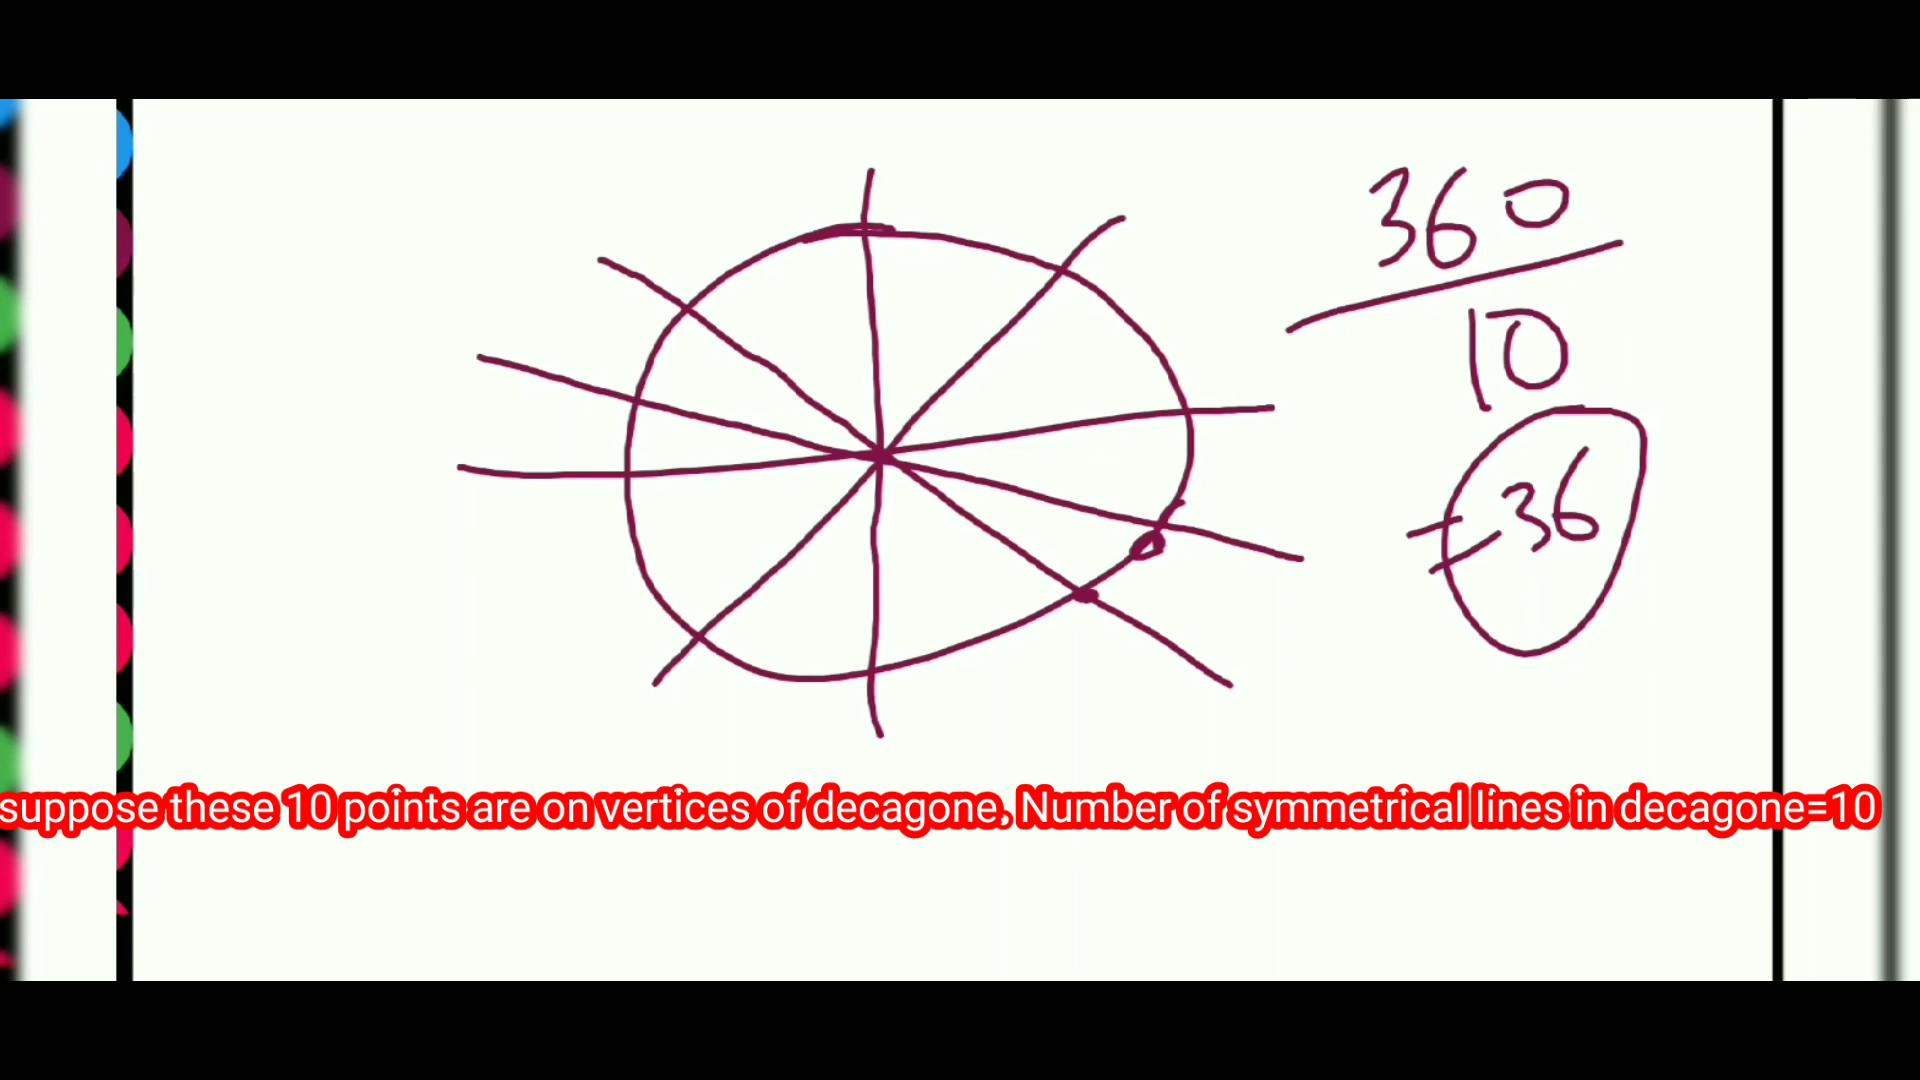 360
10
=36
suppose these 10 points are on vertices of decagone. Number of symmetrical lines in decagone=10